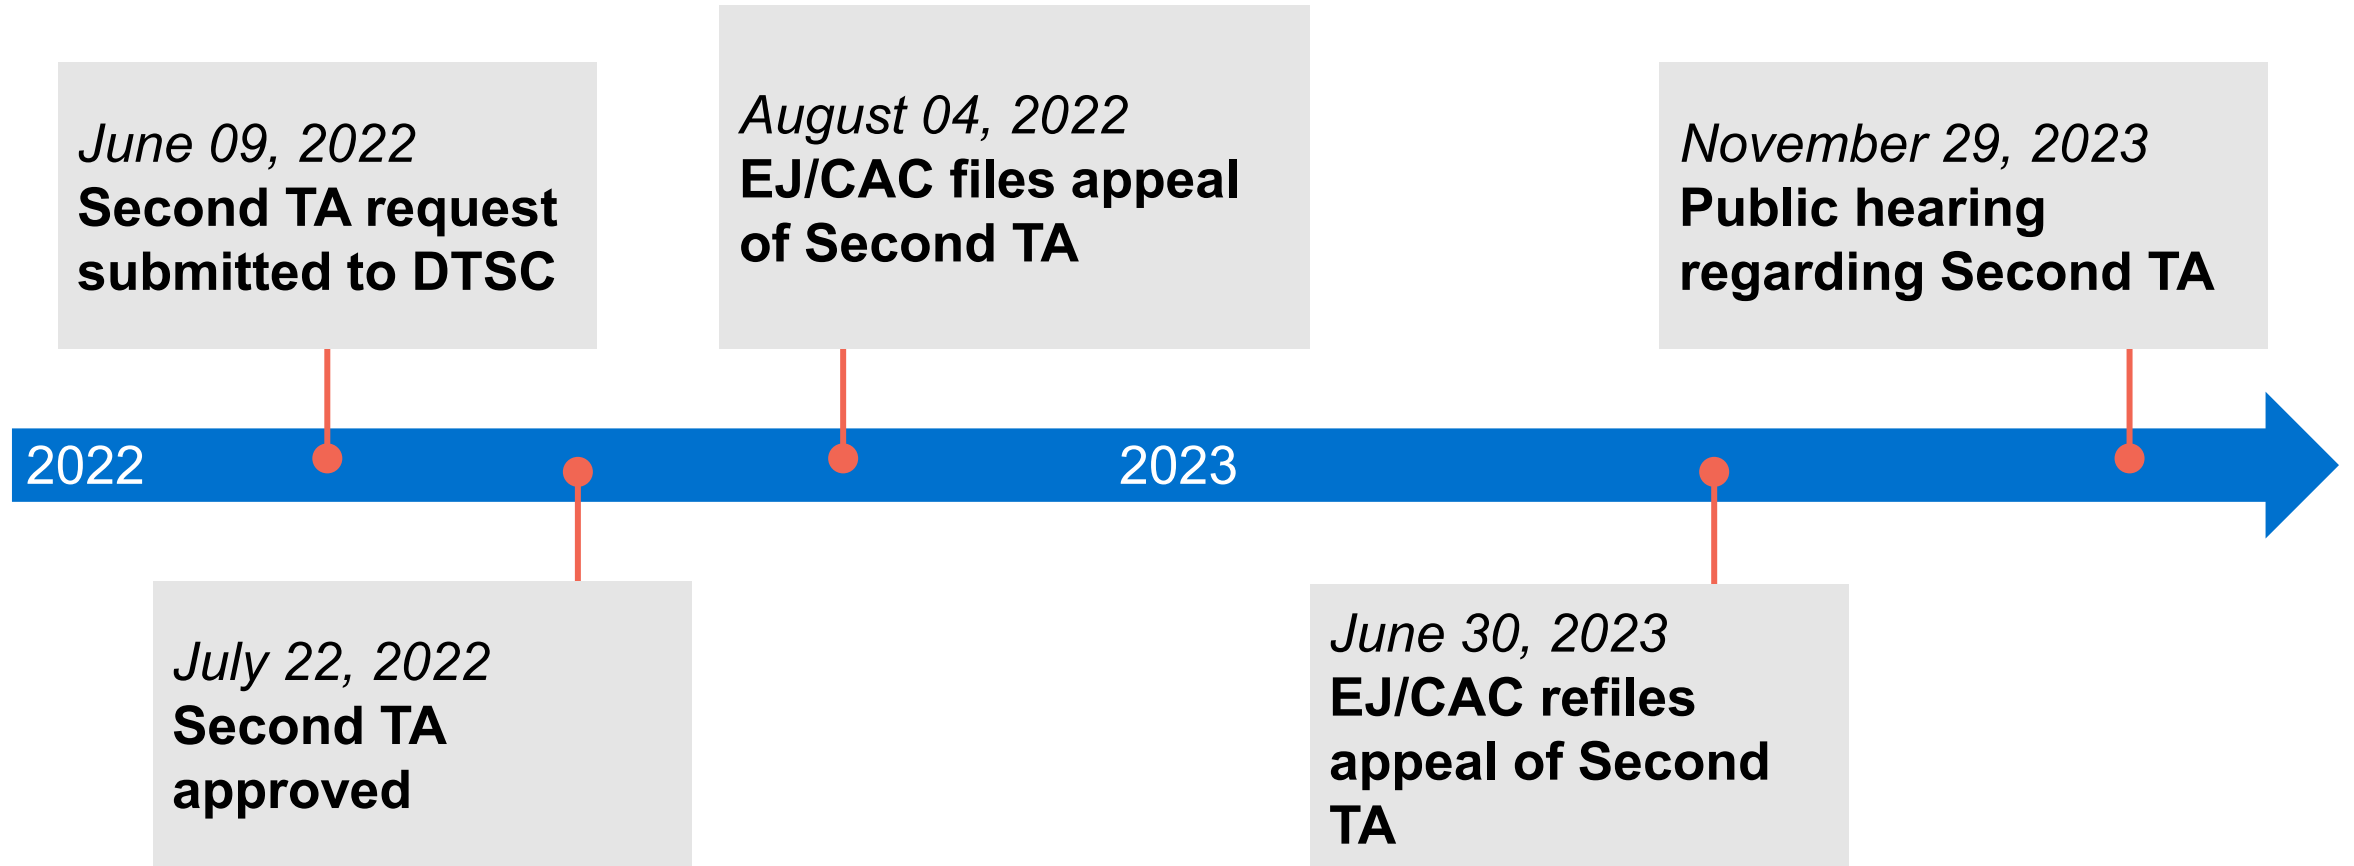 June 09, 2022
Second TA request
submitted to DTSC
August 04, 2022
EJ/CAC files appeal
of Second TA
November 29, 2023
Public hearing
regarding Second TA
2022
2023
July 22, 2022
Second TA
approved
June 30, 2023
EJ/CAC refiles
appeal of Second
TA